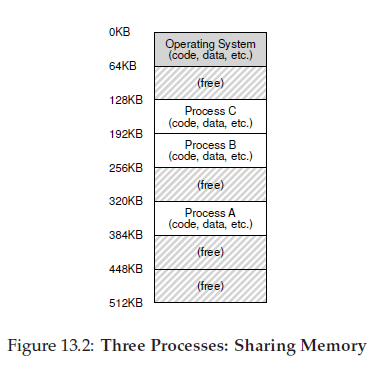 0KB
Operating System
(code, data, etc.)
64KB
(free)
128KB
Process C
(code, data, etc.)
192KB
Process B
(code, data, etc.)
256KB
(free)
320KB
Process A
(code, data, etc.)
384KB
(free)
448KB
(free)
512KB
Figure 13.2: Three Processes: Sharing Memory